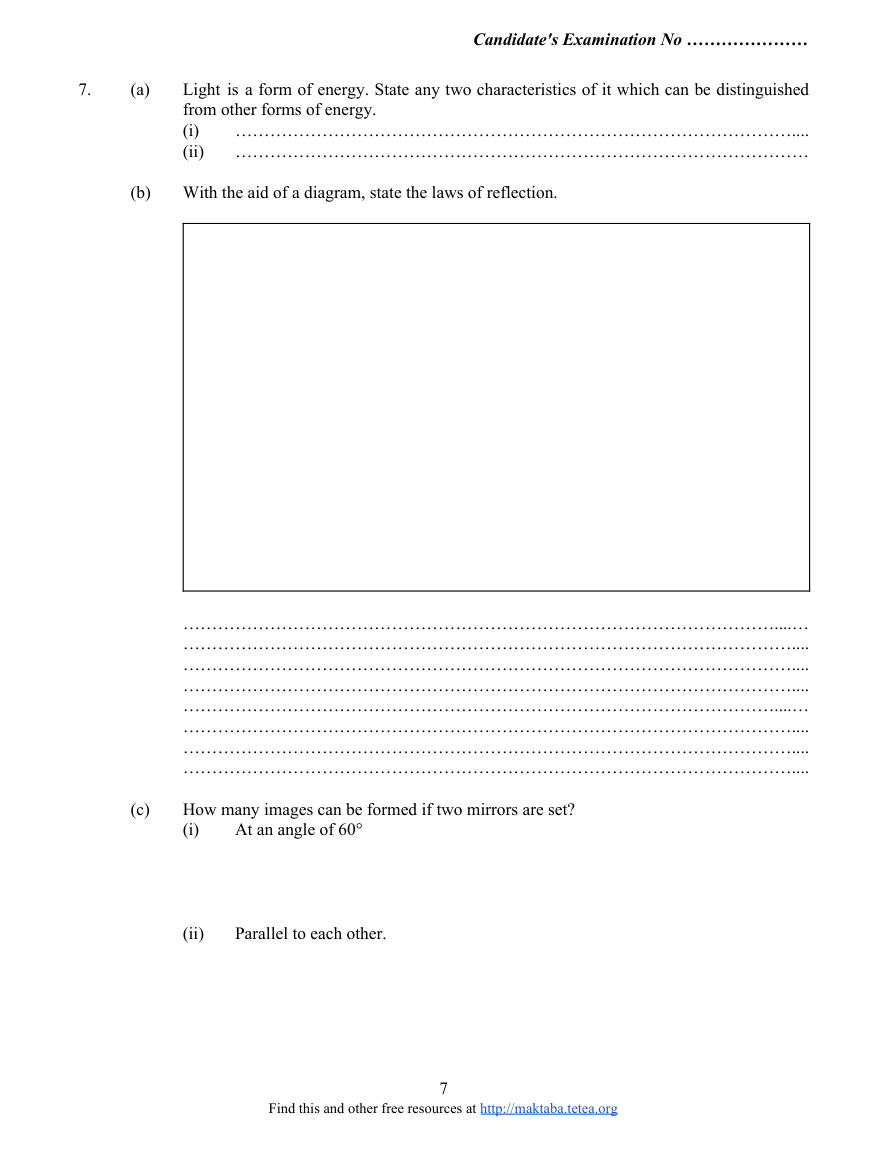 Candidate's Examination No …………………
7. (a) Light is a form of energy. State any two characteristics of it which can be distinguished
from other forms of energy.
(i) ……………………………………………………………………………………....
(ii) ………………………………………………………………………………………
(b) With the aid of a diagram, state the laws of reflection.
…………………………………………………………………………………………....…
……………………………………………………………………………………………....
……………………………………………………………………………………………....
……………………………………………………………………………………………....
…………………………………………………………………………………………....…
……………………………………………………………………………………………....
……………………………………………………………………………………………....
……………………………………………………………………………………………....
(c) How many images can be formed if two mirrors are set?
(i) At an angle of 60°
(ii) Parallel to each other.
7
Find this and other free resources at http://maktaba.tetea.org